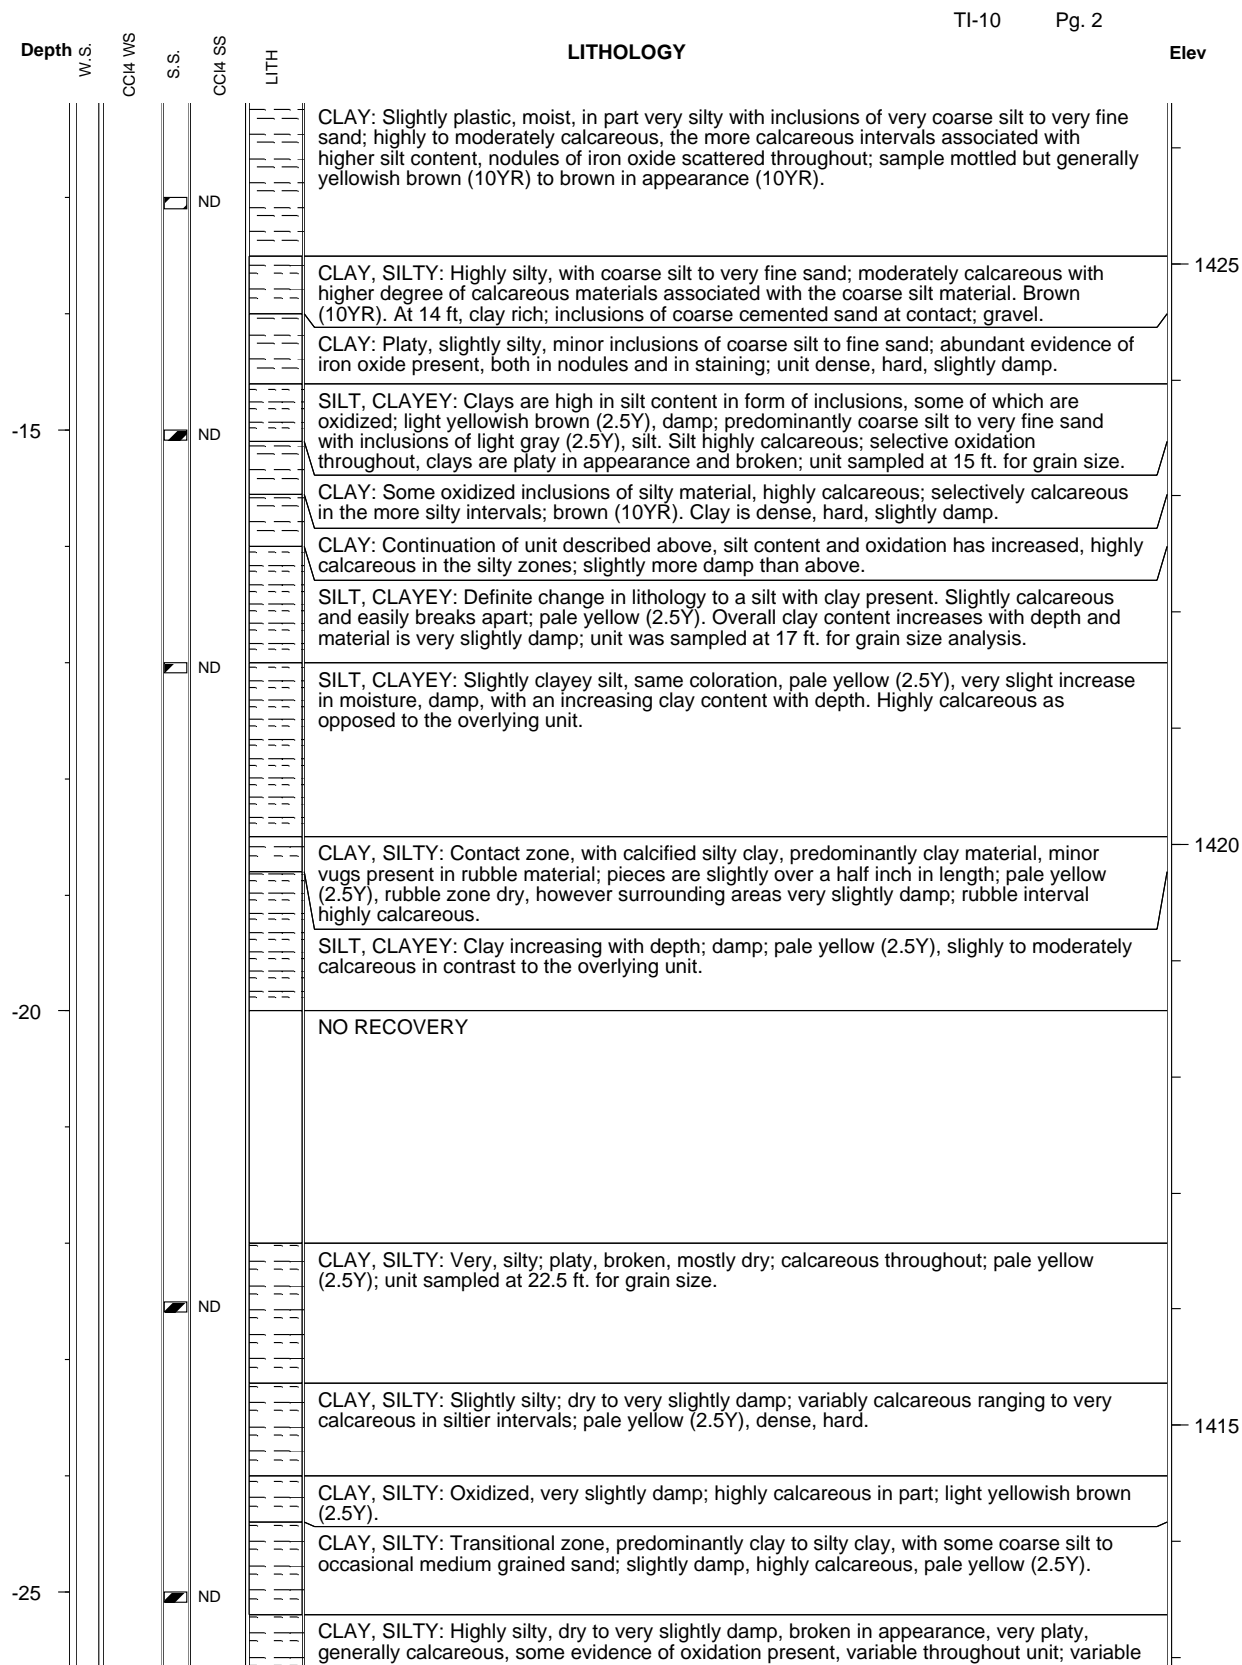 TI-10 Pg. 2
Depth W.S. CCl4 WS S.S. CCl4 SS LITH LITHOLOGY Elev
CLAY: Slightly plastic, moist, in part very silty with inclusions of very coarse silt to very fine
sand; highly to moderately calcareous, the more calcareous intervals associated with
higher silt content, nodules of iron oxide scattered throughout; sample mottled but generally
yellowish brown (10YR) to brown in appearance (10YR).
ND
1425
CLAY, SILTY: Highly silty, with coarse silt to very fine sand; moderately calcareous with
higher degree of calcareous materials associated with the coarse silt material. Brown
(10YR). At 14 ft, clay rich; inclusions of coarse cemented sand at contact; gravel.
CLAY: Platy, slightly silty, minor inclusions of coarse silt to fine sand; abundant evidence of
iron oxide present, both in nodules and in staining; unit dense, hard, slightly damp.
SILT, CLAYEY: Clays are high in silt content in form of inclusions, some of which are
oxidized; light yellowish brown (2.5Y), damp; predominantly coarse silt to very fine sand
-15 ND
with inclusions of light gray (2.5Y), silt. Silt highly calcareous; selective oxidation
throughout, clays are platy in appearance and broken; unit sampled at 15 ft. for grain size.
CLAY: Some oxidized inclusions of silty material, highly calcareous; selectively calcareous
in the more silty intervals; brown (10YR). Clay is dense, hard, slightly damp.
CLAY: Continuation of unit described above, silt content and oxidation has increased, highly
calcareous in the silty zones; slightly more damp than above.
SILT, CLAYEY: Definite change in lithology to a silt with clay present. Slightly calcareous
and easily breaks apart; pale yellow (2.5Y). Overall clay content increases with depth and
material is very slightly damp; unit was sampled at 17 ft. for grain size analysis.
ND
SILT, CLAYEY: Slightly clayey silt, same coloration, pale yellow (2.5Y), very slight increase
in moisture, damp, with an increasing clay content with depth. Highly calcareous as
opposed to the overlying unit.
1420
CLAY, SILTY: Contact zone, with calcified silty clay, predominantly clay material, minor
vugs present in rubble material; pieces are slightly over a half inch in length; pale yellow
(2.5Y), rubble zone dry, however surrounding areas very slightly damp; rubble interval
highly calcareous.
SILT, CLAYEY: Clay increasing with depth; damp; pale yellow (2.5Y), slighly to moderately
calcareous in contrast to the overlying unit.
-20
NO RECOVERY
CLAY, SILTY: Very, silty; platy, broken, mostly dry; calcareous throughout; pale yellow
(2.5Y); unit sampled at 22.5 ft. for grain size.
ND
CLAY, SILTY: Slightly silty; dry to very slightly damp; variably calcareous ranging to very
calcareous in siltier intervals; pale yellow (2.5Y), dense, hard.
1415
CLAY, SILTY: Oxidized, very slightly damp; highly calcareous in part; light yellowish brown
(2.5Y).
CLAY, SILTY: Transitional zone, predominantly clay to silty clay, with some coarse silt to
occasional medium grained sand; slightly damp, highly calcareous, pale yellow (2.5Y).
-25 ND
CLAY, SILTY: Highly silty, dry to very slightly damp, broken in appearance, very platy,
generally calcareous, some evidence of oxidation present, variable throughout unit; variable